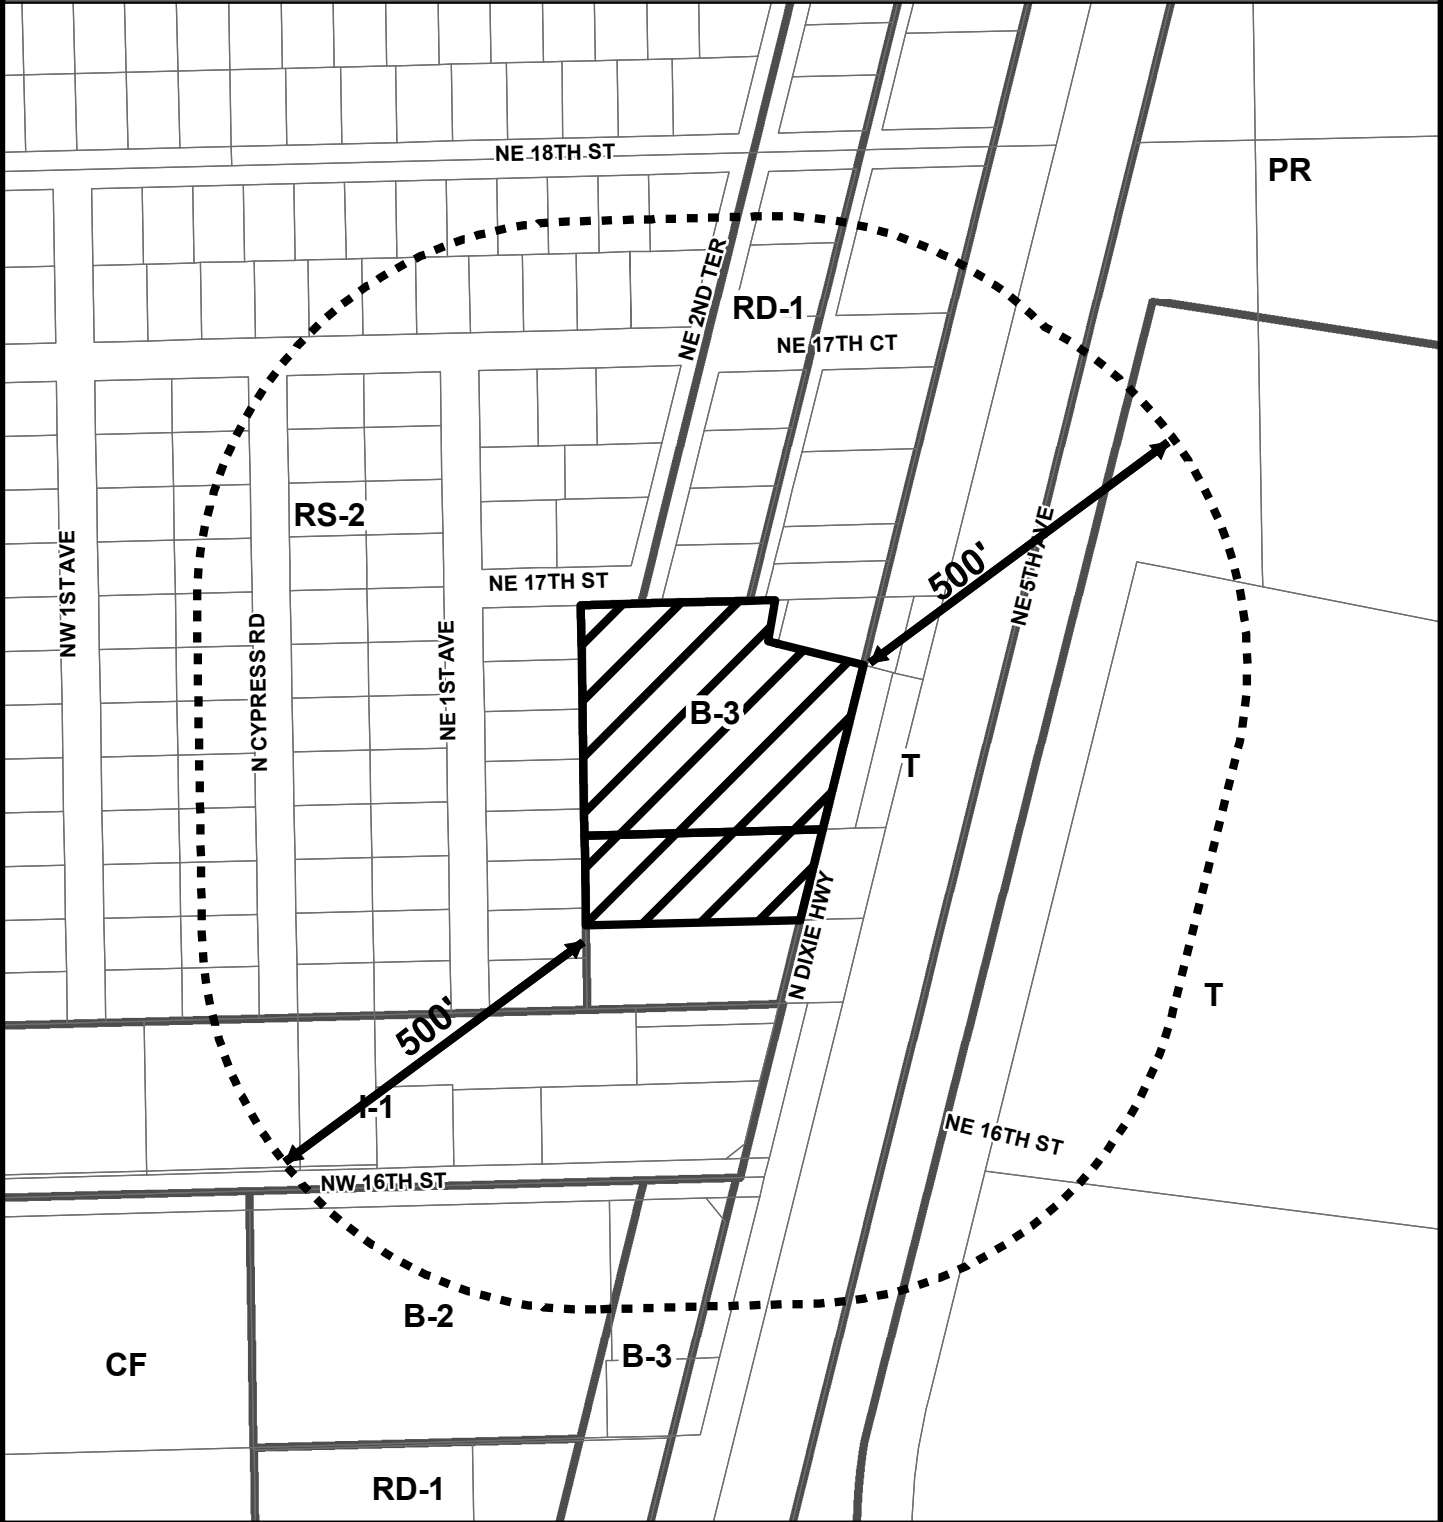 NE 18TH ST
PR
NE 2ND TER
RD-1
NE 17TH CT
RS-2
500'
NE 5TH AVE
NW 1ST AVE
NE 17TH ST
N CYPRESS RD
NE 1ST AVE
B-3
T
N DIXIE HWY
T
500'
I-1
NE 16TH ST
NW 16TH ST
B-2
B-3
CF
RD-1